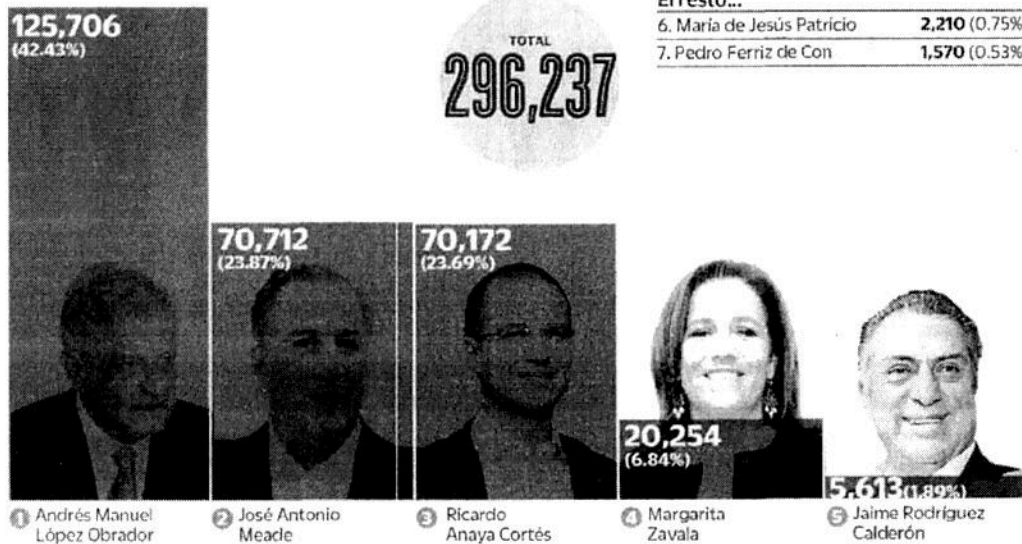 125,706
(42.43%)
TOTAL
296,237
El resto...
6. María de Jesús Patricio 2,210 (0.75%
7. Pedro Ferriz de Con 1,570 (0.53%
70,712
(23.87%)
70,172
(23.69%)
20,254
(6.84%)
5,613 (1.89%)
1 Andrés Manuel
López Obrador
2 José Antonio
Meade
3 Ricardo
Anaya Cortés
4 Margarita
Zavala
5 Jaime Rodríguez
Calderón